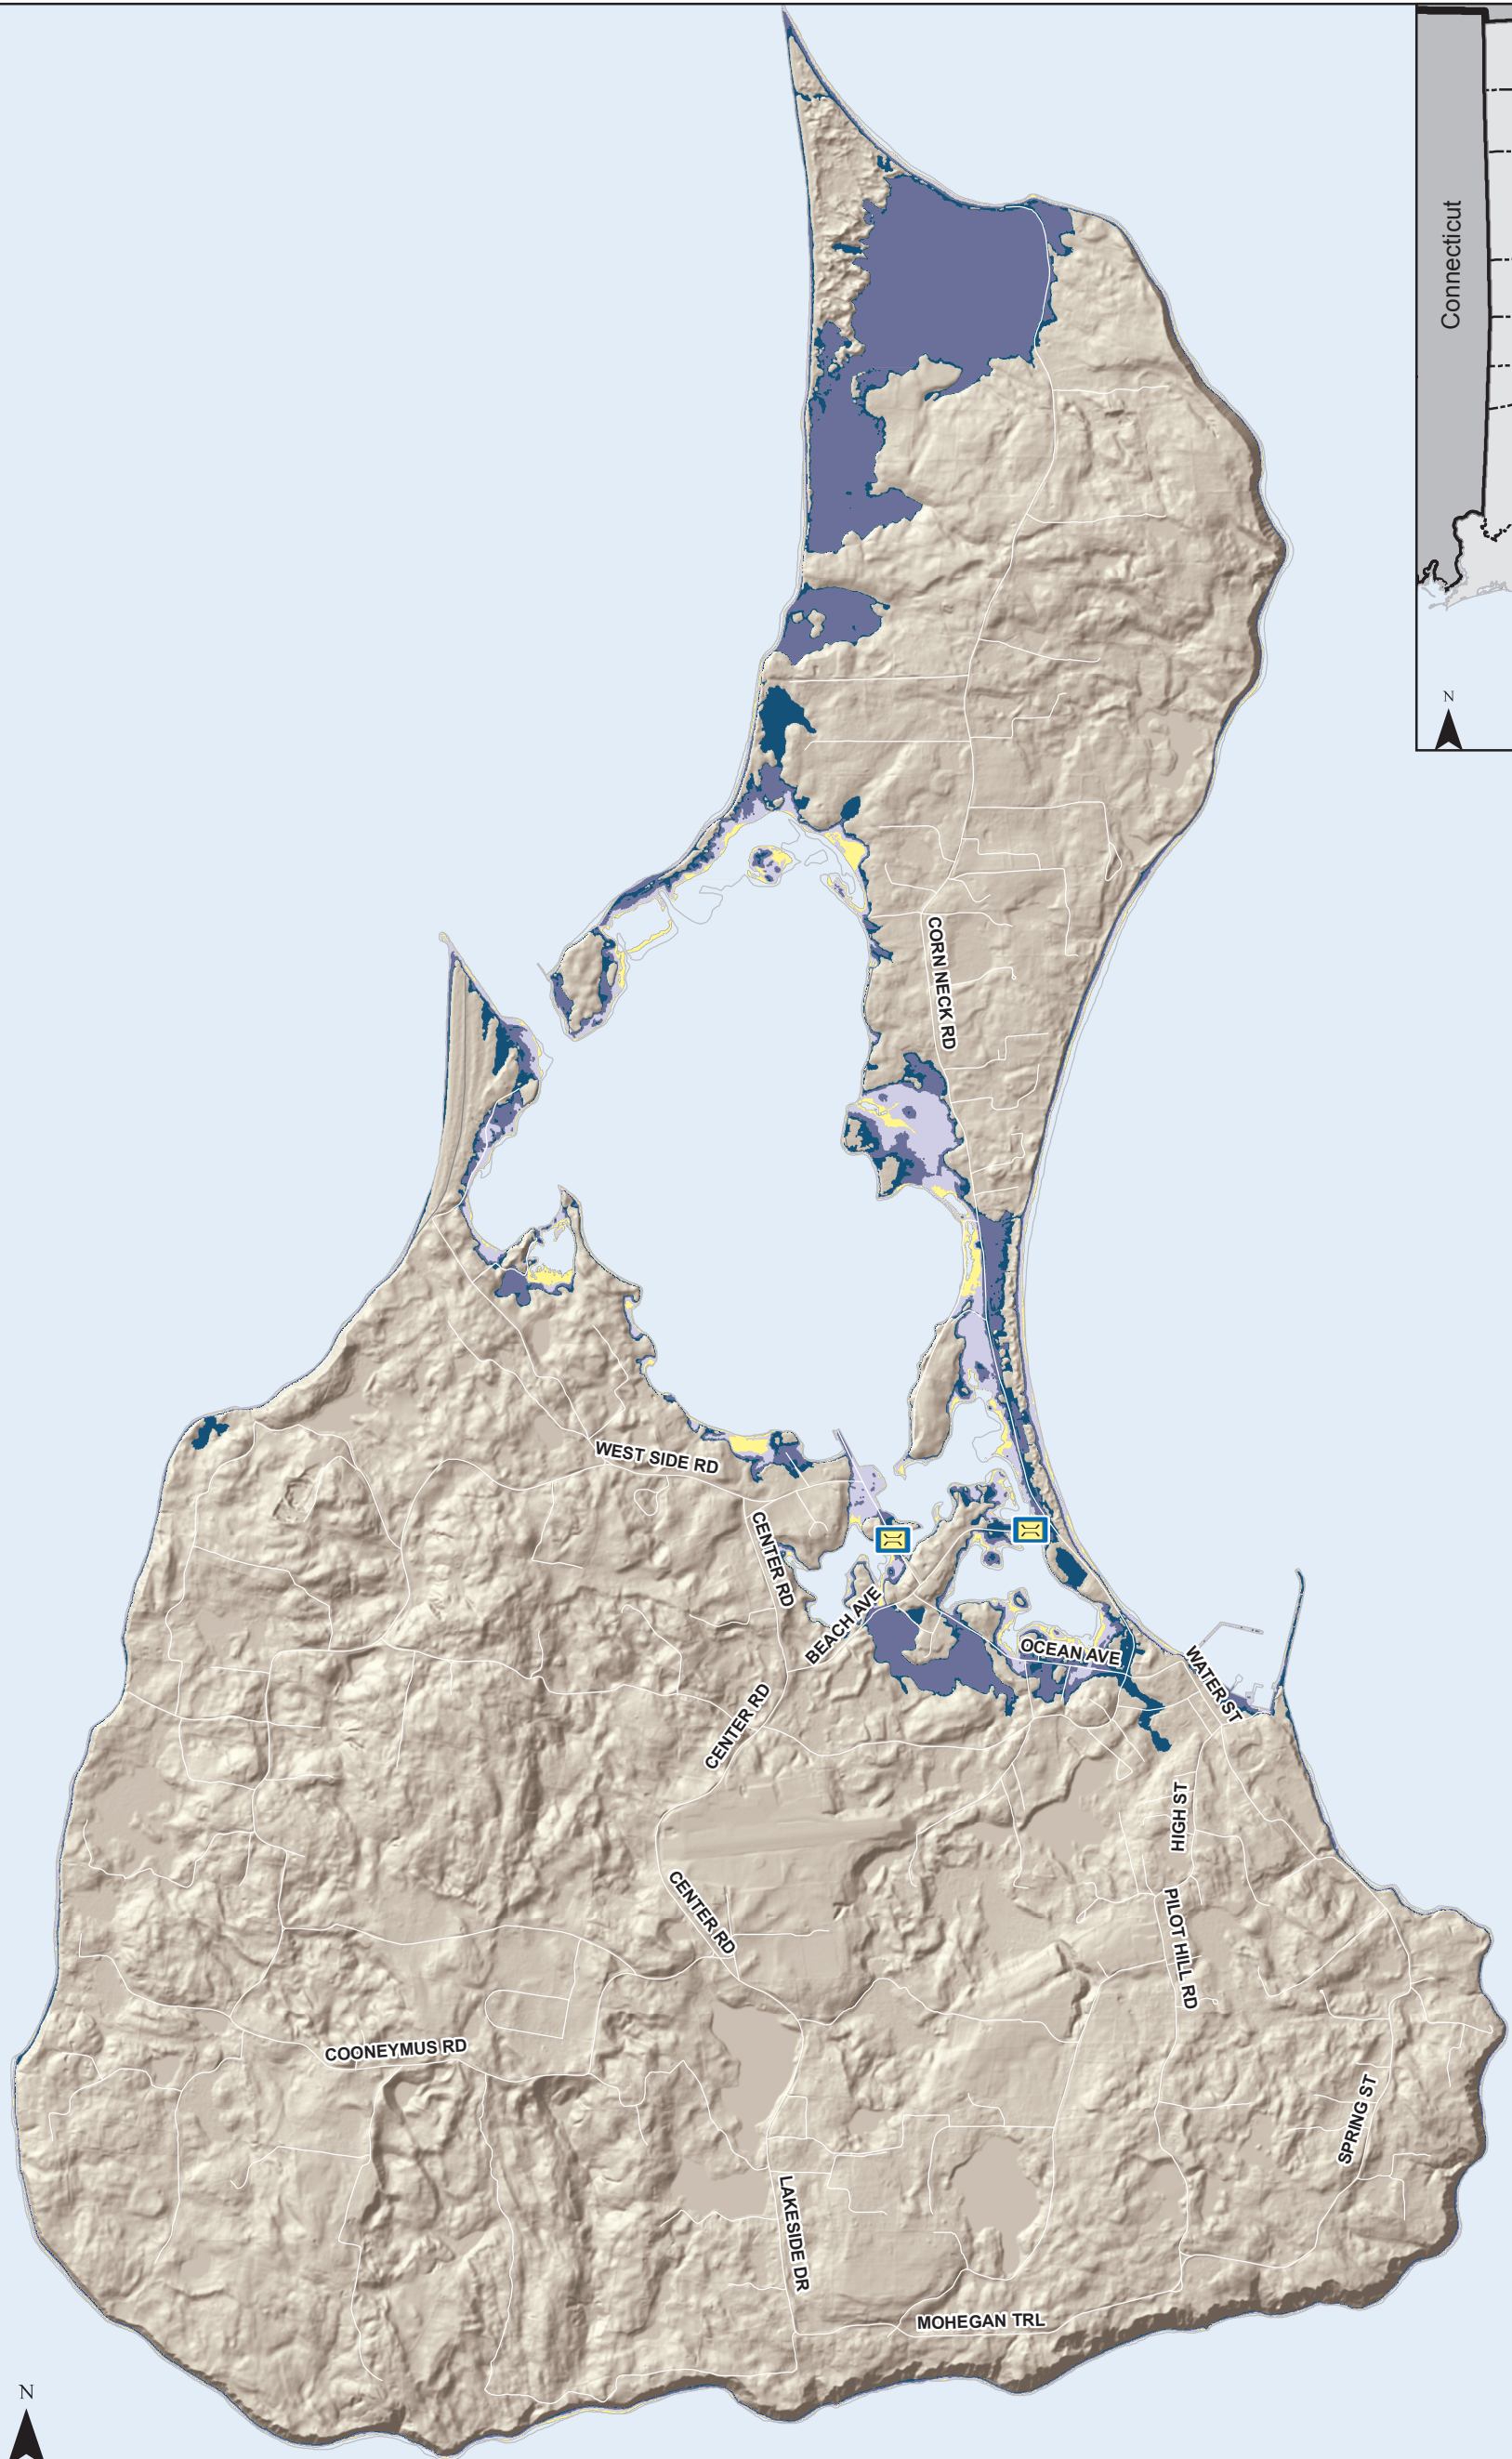 Connecticut
N
CORN NECK RD
WEST SIDE RD
CENTER RD
BEACH AVE
OCEAN AVE
WATER ST
CENTER RD
HIGH ST
CENTER RD
PILOT HILL RD
COONEYMUS RD
SPRING ST
LAKESIDE DR
MOHEGAN TRL
N